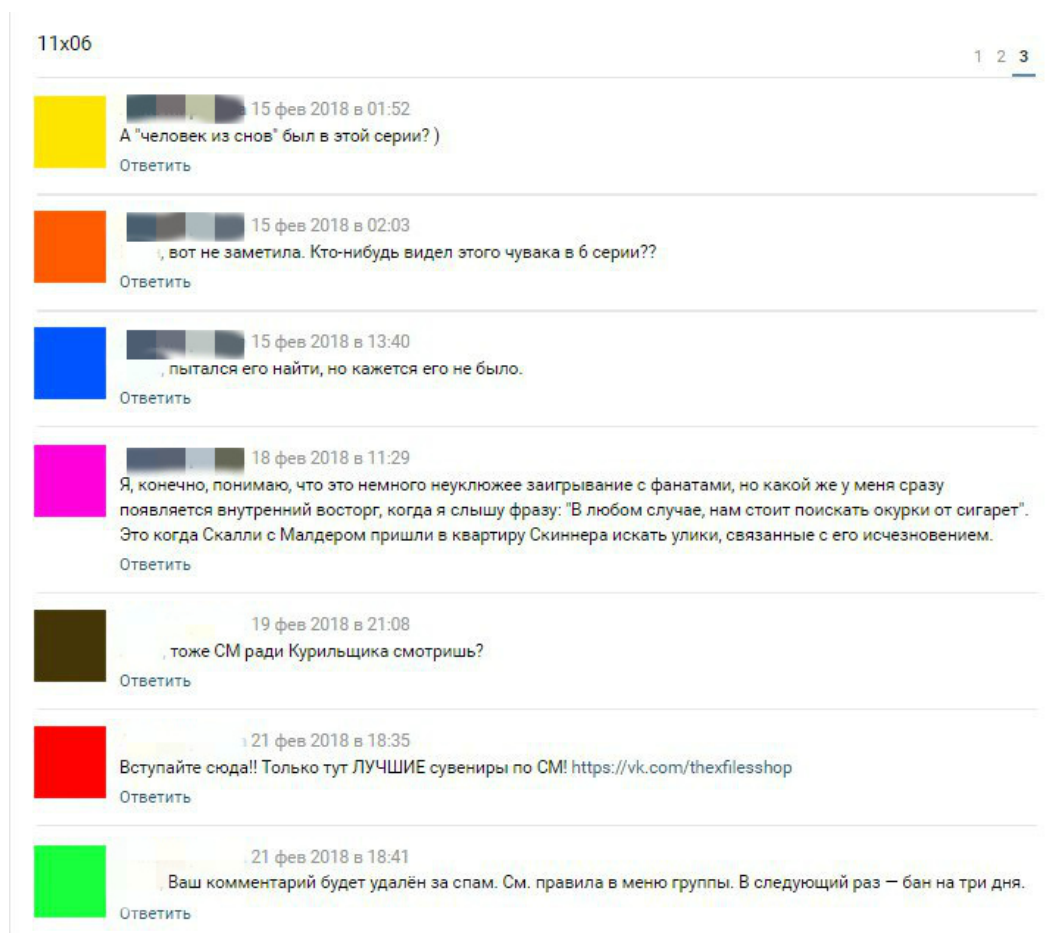 11x06
1 2 3
15 фев 2018 в 01:52
А "человек из снов" был в этой серии? )
Ответить
15 фев 2018 в 02:03
, вот не заметила. Кто-нибудь видел этого чувака в 6 серии??
Ответить
15 фев 2018 в 13:40
, пытался его найти, но кажется его не было.
Ответить
18 фев 2018 в 11:29
Я, конечно, понимаю, что это немного неуклюжее заигрывание с фанатами, но какой же у меня сразу
появляется внутренний восторг, когда я слышу фразу: "В любом случае, нам стоит поискать окурки от сигарет".
Это когда Скалли с Малдером пришли в квартиру Скиннера искать улики, связанные с его исчезновением.
Ответить
19 фев 2018 в 21:08
, тоже СМ ради Курильщика смотришь?
Ответить
21 фев 2018 в 18:35
Вступайте сюда!! Только тут ЛУЧШИЕ сувениры по СМ! https://vk.com/thexfilesshop
Ответить
21 фев 2018 в 18:41
, Ваш комментарий будет удалён за спам. См. правила в меню группы. В следующий раз — бан на три дня.
Ответить